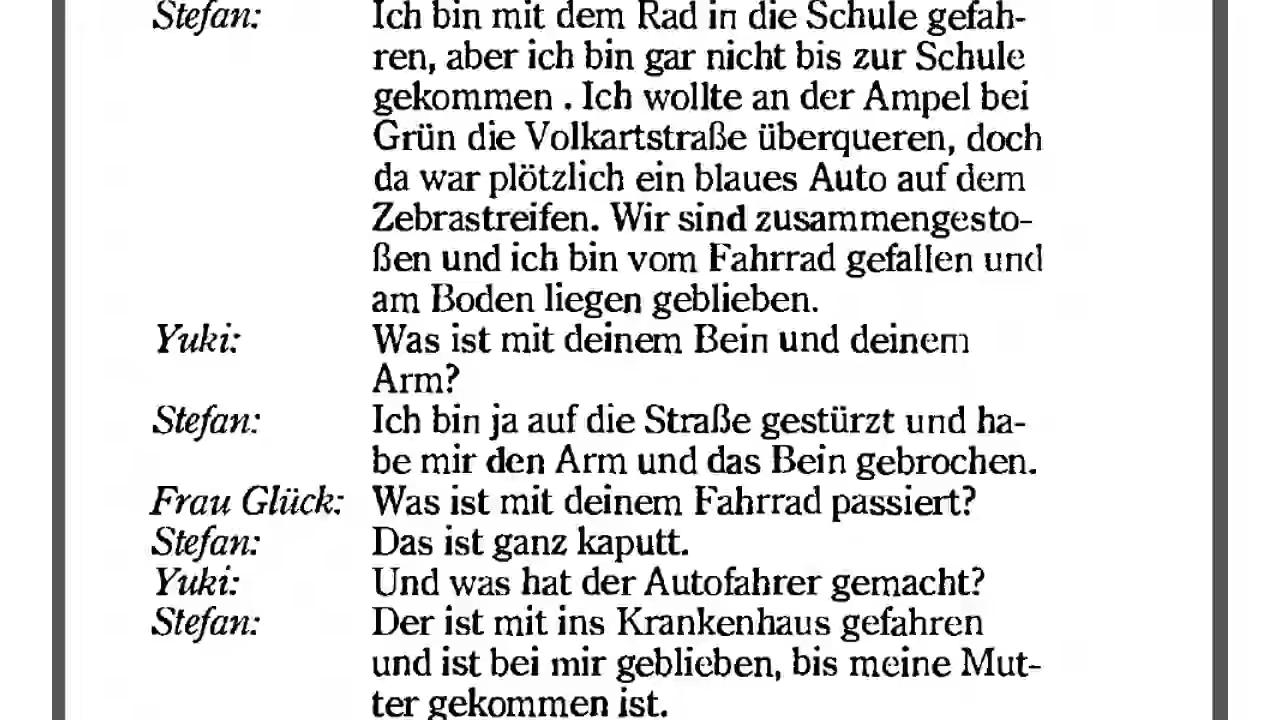 Stefan: Ich bin mit dem Rad in die Schule gefah-
ren, aber ich bin gar nicht bis zur Schule
gekommen . Ich wollte an der Ampel bei
Grün die Volkartstraße überqueren, doch
da war plötzlich ein blaues Auto auf dem
Zebrastreifen. Wir sind zusammengesto-
ßen und ich bin vom Fahrrad gefallen und
am Boden liegen geblieben.
Yuki: Was ist mit deinem Bein und deinem
Arm?
Stefan: Ich bin ja auf die Straße gestürzt und ha-
be mir den Arm und das Bein gebrochen.
Frau Glück: Was ist mit deinem Fahrrad passiert?
Stefan: Das ist ganz kaputt.
Yuki: Und was hat der Autofahrer gemacht?
Stefan: Der ist mit ins Krankenhaus gefahren
und ist bei mir geblieben, bis meine Mut-
ter gekommen ist.